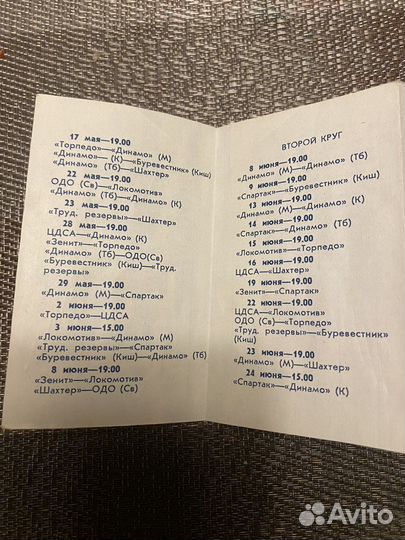 17 мая—19.00
«Торпедо»—«Динамо» (М)
«Динамо»— (К)—«Буревестник» (Киш)
«Динамо» (Тб)—«Шахтер»
22 мая—19.00
ОДО (Св)—«Локомотив»
«Динамо» (Тб)—«Динамо» (К)
23 мая—19.00
«Труд. резервы»—«Шахтер»
28 мая—19.00
ЦДСА—«Динамо» (К)
«Зенит»—«Торпедо»
«Динамо» (Тб)—ОДО(Св)
«Буревестник» (Киш)—«Труд.
резервы»
29 мая—19.00
«Динамо» (М)—«Спартак»
2 июня—19.00
«Торпедо»—ЦДСА
3 июня—15.00
«Локомотив»—«Динамо» (М)
«Труд. резервы»—«Спартак»
«Буревестник» (Киш)—«Динамо» (Тб)
8 июня—19.00
«Зенит»—«Локомотив»
«Шахтер»—ОДО (Св)
ВТОРОЙ КРУГ
8 июня—19.00
«Динамо» (М)—«Динамо» (Тб)
9 июня—19.00
«Спартак»—«Буревестник» (Киш)
13 июня—19.00
«Динамо» (М)—«Динамо» (К)
14 июня—19.00
«Спартак»—«Динамо» (Тб)
15 июня—19.00
«Локомотив»—«Торпедо»
16 июня—19.00
ЦДСА—«Шахтер»
19 июня—19.00
«Зенит»—«Спартак»
22 июня—19.00
ЦДСА—«Локомотив»
ОДО (Св)—«Торпедо»
«Труд. резервы»—«Буревестник»
(Киш)
23 июня—19.00
«Динамо» (М)—«Шахтер»
24 июня—15.00
«Спартак»—«Динамо» (К)
Avito